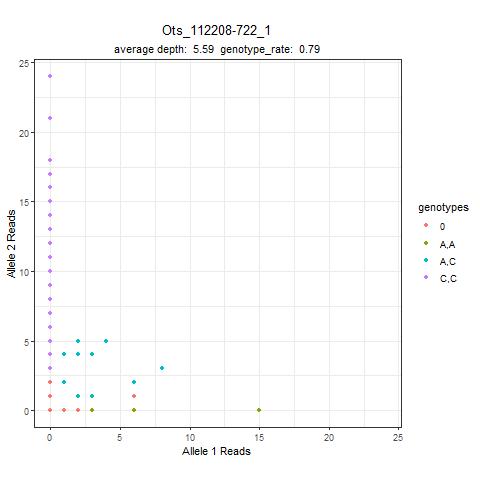 Ots_112208-722_1
average depth:  5.59  genotype_rate:  0.79
25
20
15
10
5
0
Allele 2 Reads
0
5
10
15
20
25
Allele 1 Reads
genotypes
0
A,A
A,C
C,C